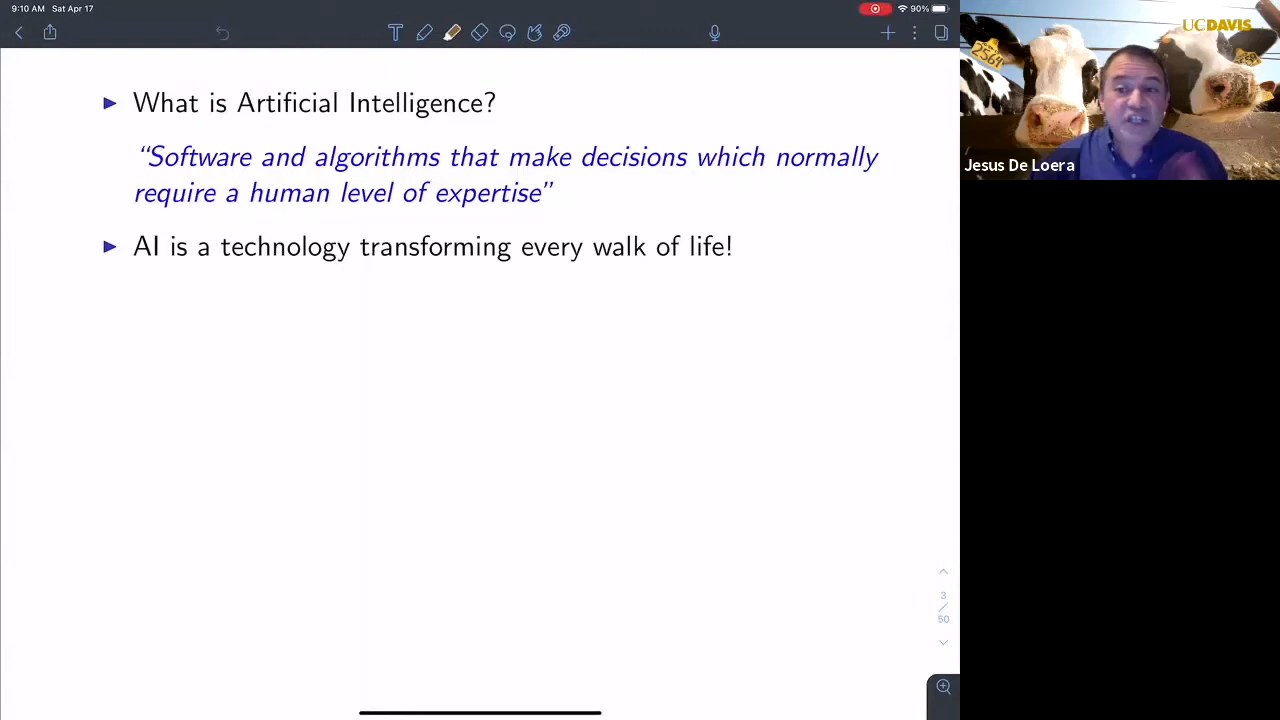 9:10 AM Sat Apr 17
90%
What is Artificial Intelligence?
“Software and algorithms that make decisions which normally
require a human level of expertise”
AI is a technology transforming every walk of life!
3
/
50
UCDAVIS
2564
Jesus De Loera